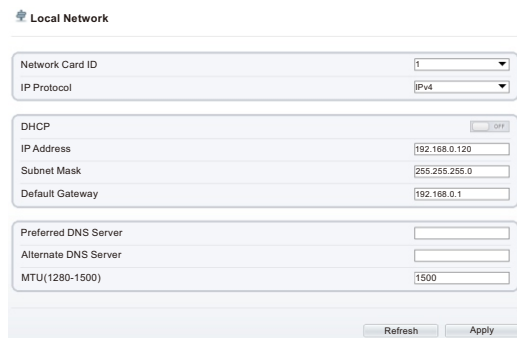 Local Network
Network Card ID 1
IP Protocol IPv4
DHCP OFF
IP Address 192.168.0.120
Subnet Mask 255.255.255.0
Default Gateway 192.168.0.1
Preferred DNS Server
Alternate DNS Server
MTU(1280-1500) 1500
Refresh Apply